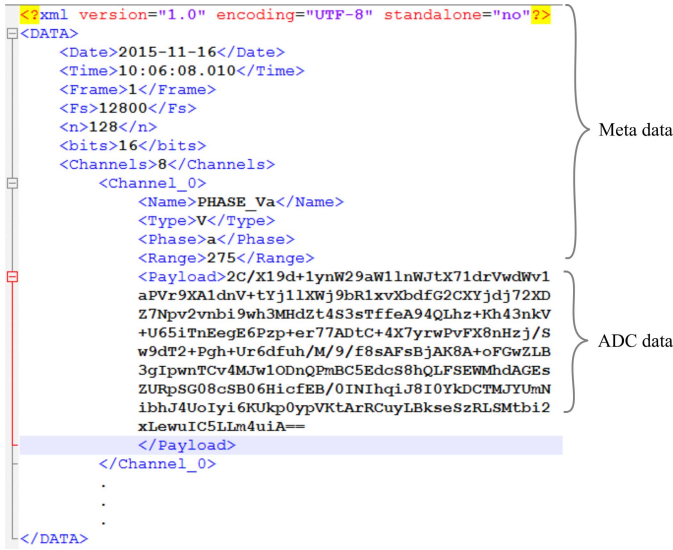 <?xml version="1.0" encoding="UTF-8" standalone="no"?>
<DATA>
<Date>2015-11-16</Date>
<Time>10:06:08.010</Time>
<Frame>1</Frame>
<Fs>12800</Fs>
<n>128</n>
<bits>16</bits>
<Channels>8</Channels>
<Channel_0>
<Name>PHASE_Va</Name>
<Type>V</Type>
<Phase>a</Phase>
<Range>275</Range>
<Payload>2C/X19d+1ynW29aW1lnWJtX71drVwdWv1
aPVr9XA1dnV+tYj1lXWj9bR1xvXbdfG2CXYjdj72XD
Z7Npv2vnbi9wh3MHdZt4S3sTffeA94QLhz+Kh43nkV
+U65iTnEegE6Pzp+er77ADtC+4X7yrwPvFX8nHzj/S
w9dT2+Pgh+Ur6dfuh/M/9/f8sAFsBjAK8A+oFGwZLB
3gIpwnTCv4MJw1ODnQPmBC5EdcS8hQLFSEWMhdAGEs
ZURpSG08cSB06HicfEB/0INIhqiJ8I0YkDCTMJYUmN
ibhJ4UoIyi6KUkp0ypVKtArRCuyLBkseSzRLSMtbi2
xLewuIC5LLm4uiA==
</Payload>
</Channel_0>
.
.
.
</DATA>
Meta data
ADC data